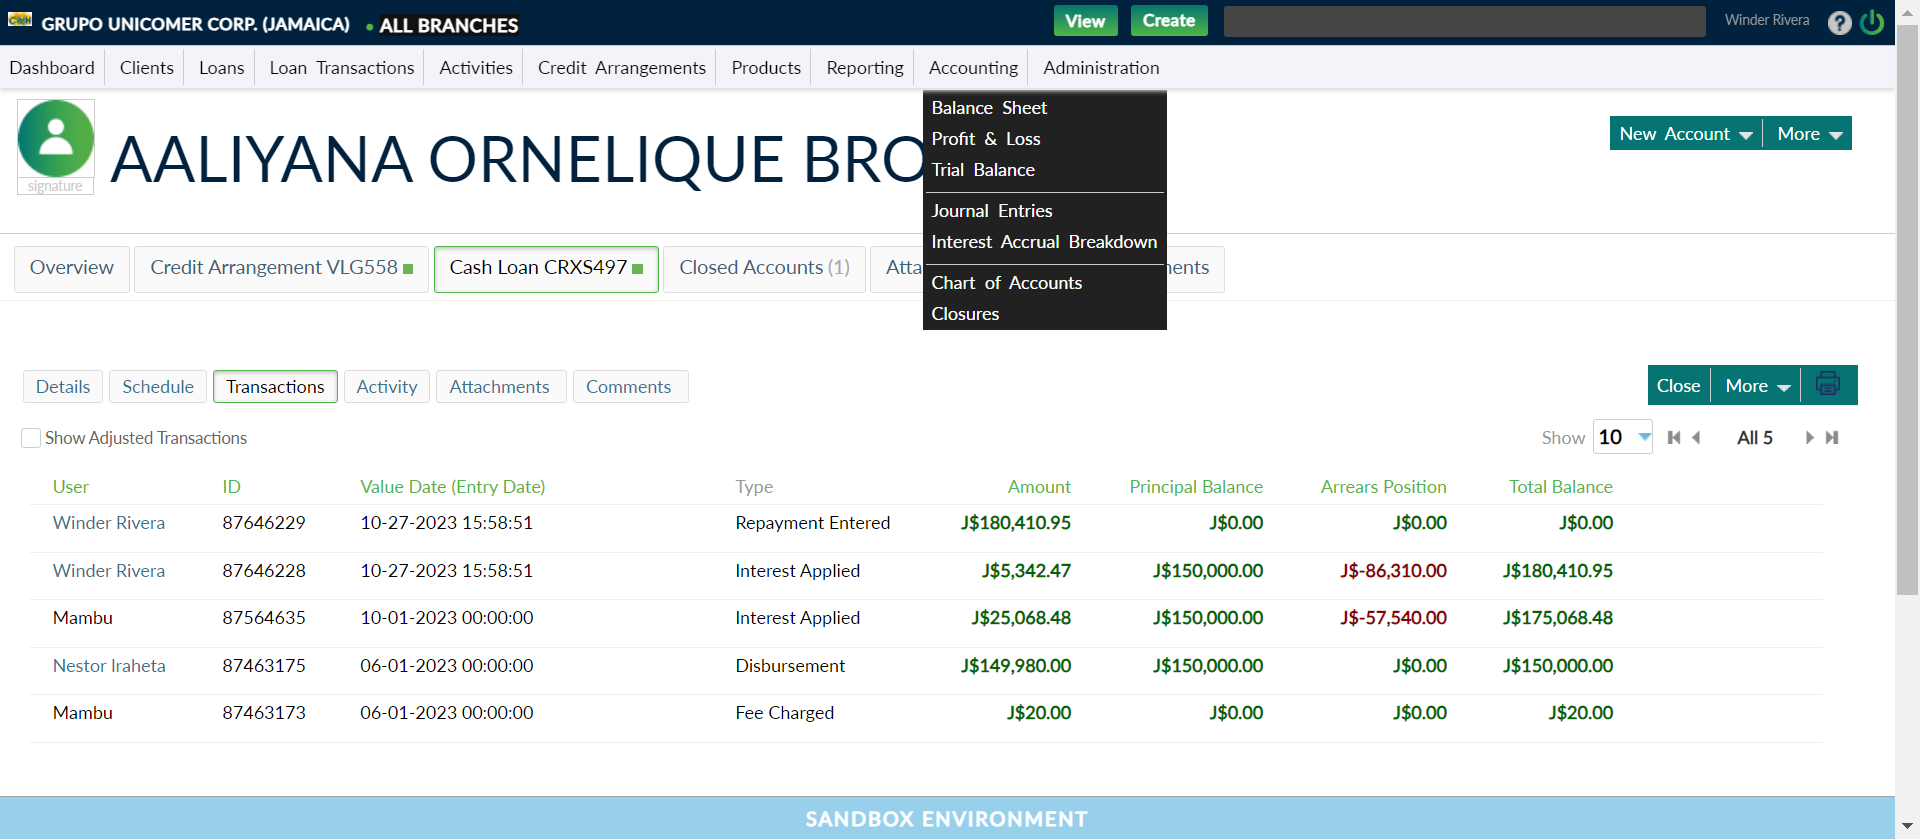 Cash GRUPO UNICOMER CORP. (JAMAICA) • ALL BRANCHES View Create Winder Rivera ?
Dashboard Clients Loans Loan Transactions Activities Credit Arrangements Products Reporting Accounting Administration
Balance Sheet
Profit & Loss
Trial Balance
Journal Entries
Interest Accrual Breakdown
Chart of Accounts
Closures
signature
AALIYANA ORNELIQUE BRO
New Account More
Overview Credit Arrangement VLG558 Cash Loan CRXS497 Closed Accounts (1)
Details Schedule Transactions Activity Attachments Comments Close More
Show Adjusted Transactions Show 10 All 5
User ID Value Date (Entry Date) Type Amount Principal Balance Arrears Position Total Balance
Winder Rivera 87646229 10-27-2023 15:58:51 Repayment Entered J$180,410.95 J$0.00 J$0.00 J$0.00
Winder Rivera 87646228 10-27-2023 15:58:51 Interest Applied J$5,342.47 J$150,000.00 J$-86,310.00 J$180,410.95
Mambu 87564635 10-01-2023 00:00:00 Interest Applied J$25,068.48 J$150,000.00 J$-57,540.00 J$175,068.48
Nestor Iraheta 87463175 06-01-2023 00:00:00 Disbursement J$149,980.00 J$150,000.00 J$0.00 J$150,000.00
Mambu 87463173 06-01-2023 00:00:00 Fee Charged J$20.00 J$0.00 J$0.00 J$20.00
SANDBOX ENVIRONMENT